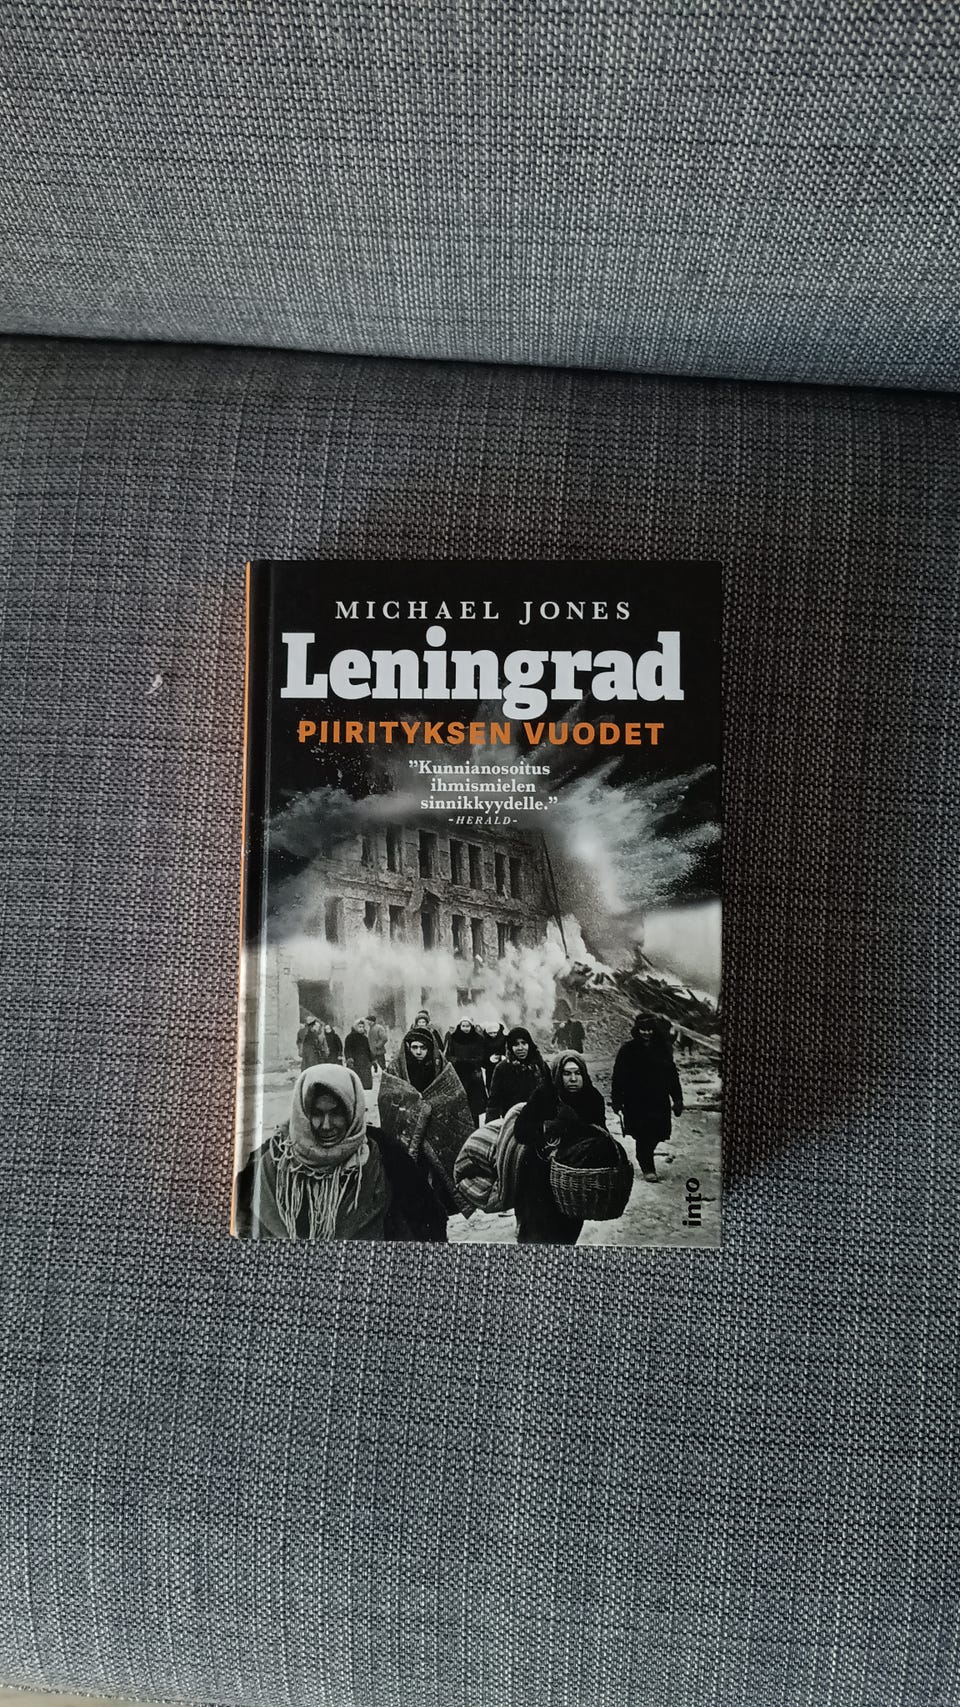 MICHAEL JONES
Leningrad
PIIRITYKSEN VUODET
”Kunnianosoitus
ihmismielen
sinnikkyydelle.”
-HERALD-
into